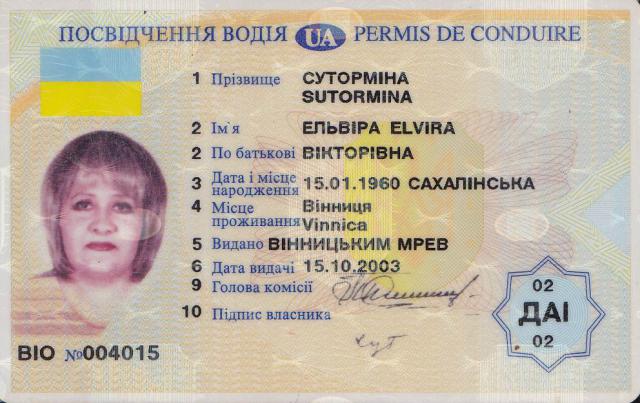 ПОСВІДЧЕННЯ ВОДІЯ UA PERMIS DE CONDUIRE
1 Прізвище СУТОРМІНА
SUTORMINA
2 Ім'я ЕЛЬВІРА ELVIRA
2 По батькові ВІКТОРІВНА
3 Дата і місце народження 15.01.1960 САХАЛІНСЬКА
4 Місце проживання Вінниця
Vinnica
5 Видано ВІННИЦЬКИМ МРЕВ
6 Дата видачі 15.10.2003
9 Голова комісії
10 Підпис власника
02
ДАІ
02
ВІО №004015